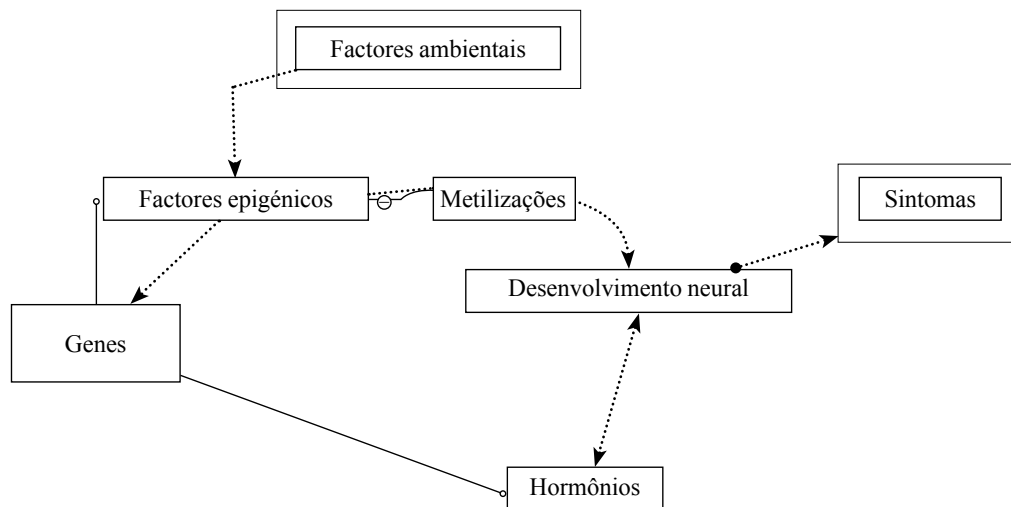 Factores ambientais
Factores epigénicos
Metilizações
Sintomas
Desenvolvimento neural
Genes
Hormônios